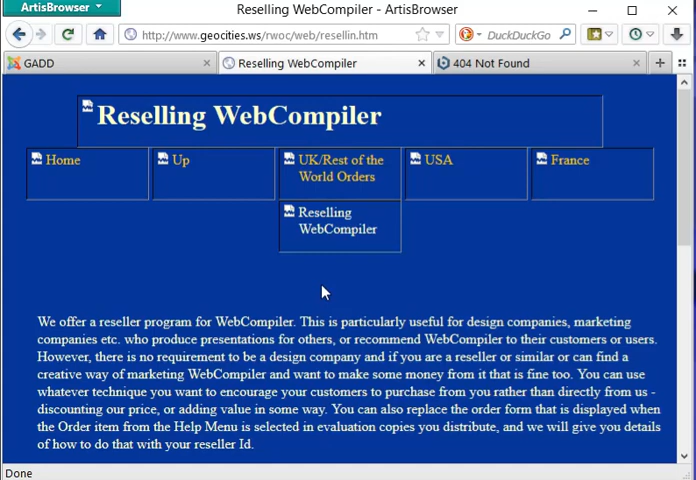 ArtisBrowser
Reselling WebCompiler - ArtisBrowser
http://www.geocities.ws/rwoc/web/resellin.htm
DuckDuckGo
GADD
Reselling WebCompiler
404 Not Found
Reselling WebCompiler
Home
Up
UK/Rest of the
World Orders
USA
France
Reselling
WebCompiler
We offer a reseller program for WebCompiler. This is particularly useful for design companies, marketing
companies etc. who produce presentations for others, or recommend WebCompiler to their customers or users.
However, there is no requirement to be a design company and if you are a reseller or similar or can find a
creative way of marketing WebCompiler and want to make some money from it that is fine too. You can use
whatever technique you want to encourage your customers to purchase from you rather than directly from us -
discounting our price, or adding value in some way. You can also replace the order form that is displayed when
the Order item from the Help Menu is selected in evaluation copies you distribute, and we will give you details
of how to do that with your reseller Id.
Done